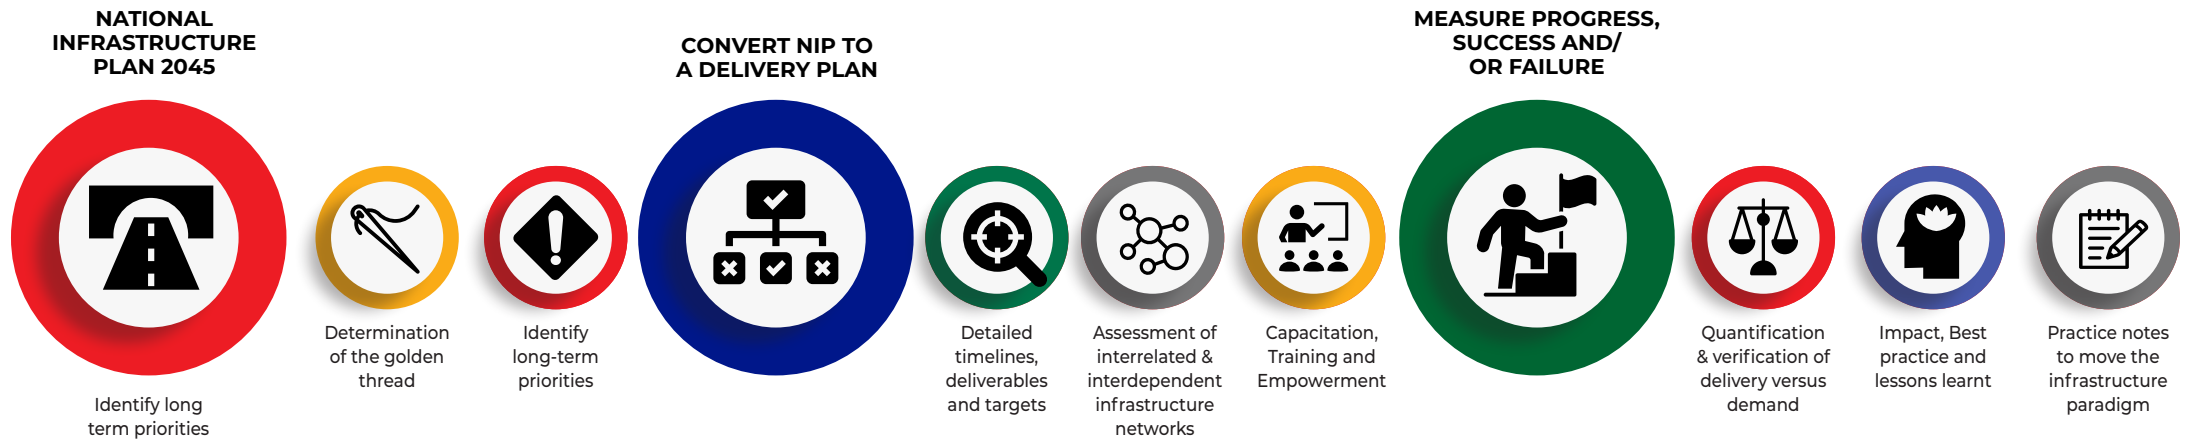 NATIONAL
INFRASTRUCTURE
PLAN 2045
Identify long
term priorities
Determination
of the golden
thread
Identify
long-term
priorities
CONVERT NIP TO
A DELIVERY PLAN
Detailed
timelines,
deliverables
and targets
Assessment of
interrelated &
interdependent
infrastructure
networks
Capacitation,
Training and
Empowerment
MEASURE PROGRESS,
SUCCESS AND/
OR FAILURE
Quantification
& verification of
delivery versus
demand
Impact, Best
practice and
lessons learnt
Practice notes
to move the
infrastructure
paradigm